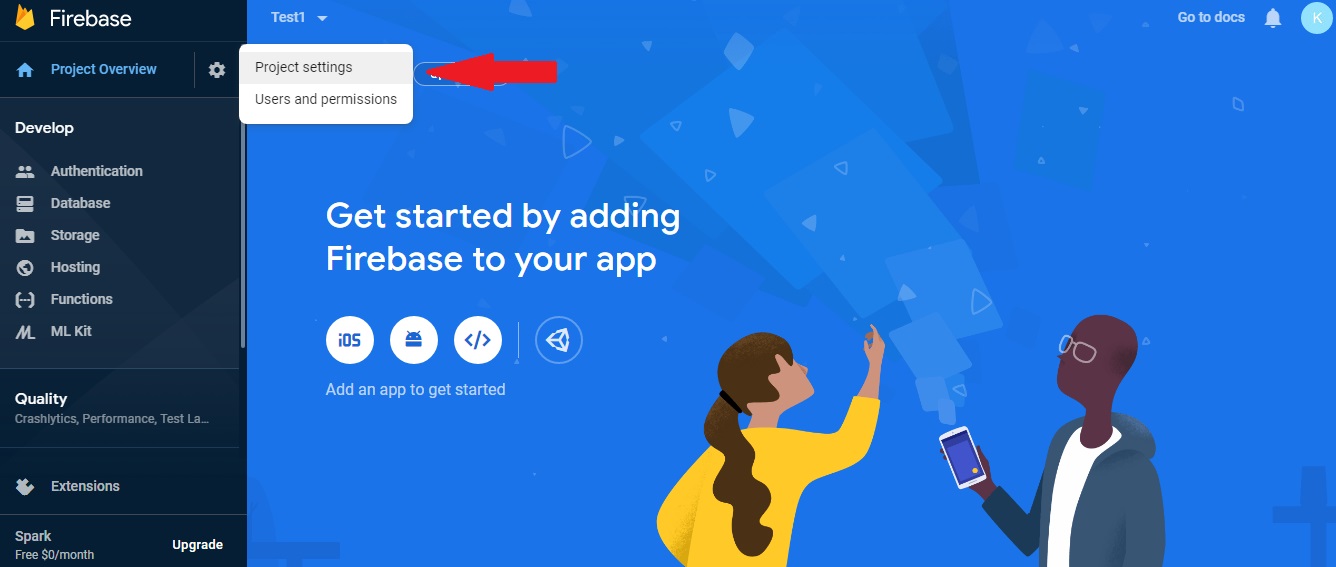 Firebase
Test1
Go to docs
K
Project Overview
Project settings
Users and permissions
Develop
Authentication
Database
Storage
Hosting
Functions
ML Kit
Get started by adding
Firebase to your app
iOS
</>
Add an app to get started
Quality
Crashlytics, Performance, Test La...
Extensions
Spark
Free $0/month
Upgrade